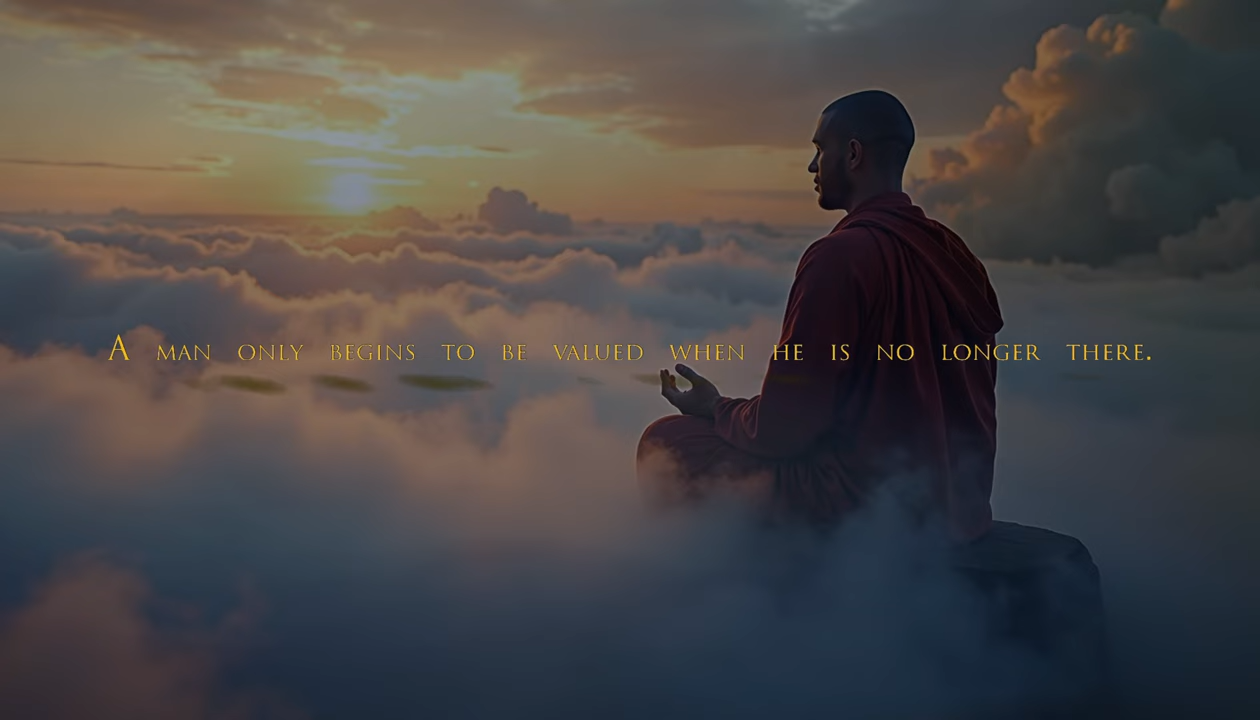 A man only begins to be valued when he is no longer there.